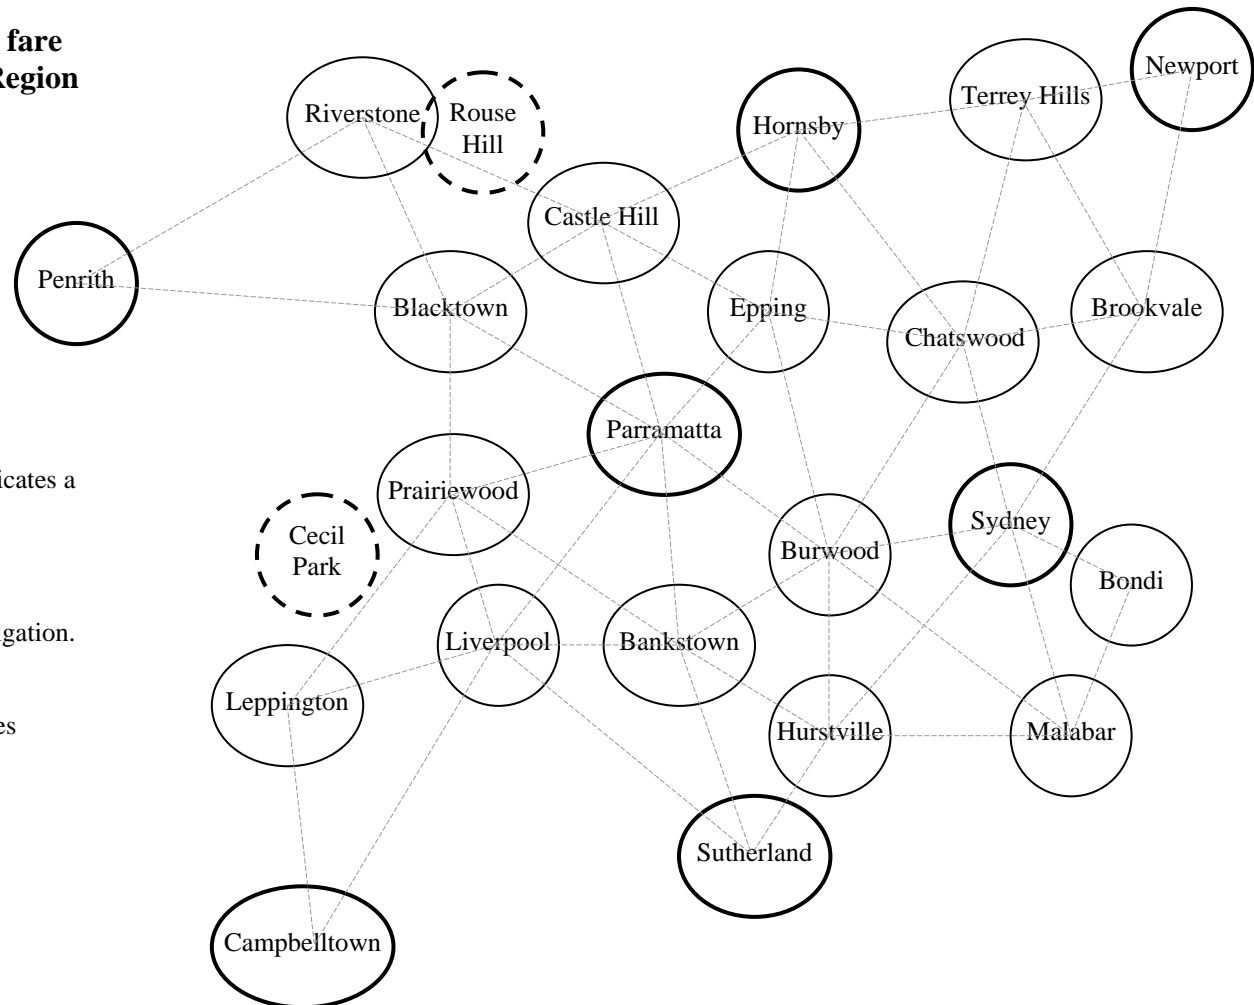 fare
Region
Newport
Terrey Hills
Riverstone
Rouse
Hill
Hornsby
Castle Hill
Penrith
Blacktown
Epping
Chatswood
Brookvale
Parramatta
icates a
Prairiewood
Sydney
Cecil
Park
Burwood
Bondi
igation.
Liverpool
Bankstown
Leppington
es
Hurstville
Malabar
Sutherland
Campbelltown